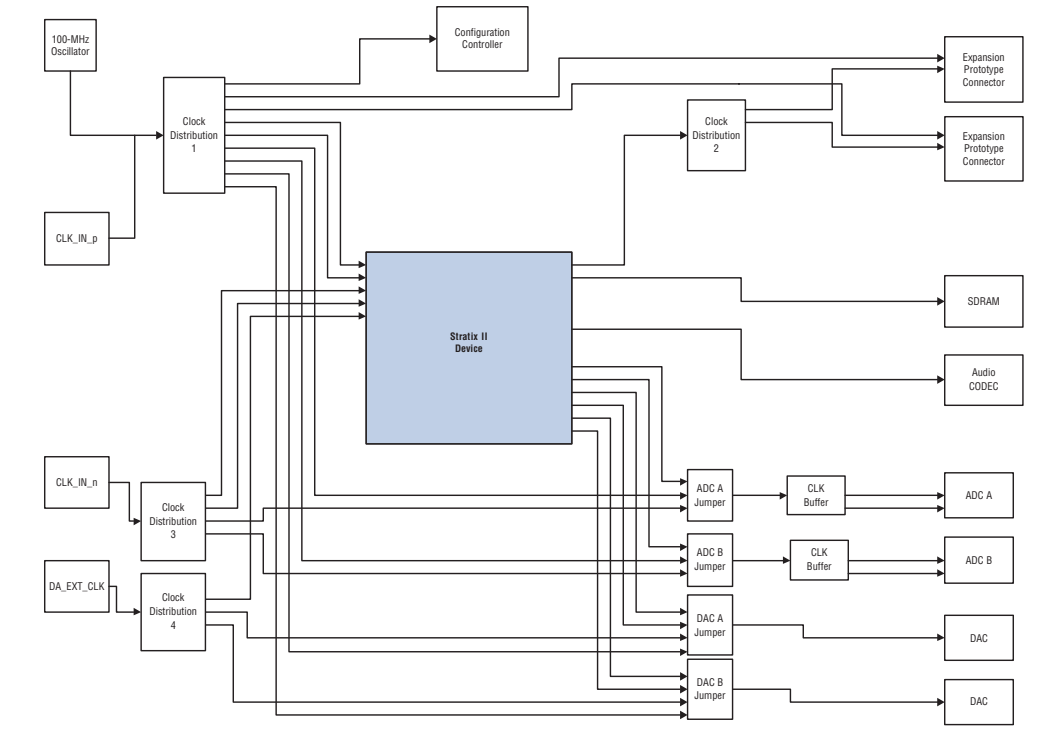 100-MHz
Oscillator
Configuration
Controller
Expansion
Prototype
Connector
Clock
Distribution
1
Clock
Distribution
2
Expansion
Prototype
Connector
CLK_IN_p
Stratix II
Device
SDRAM
Audio
CODEC
CLK_IN_n
Clock
Distribution
3
ADC A
Jumper
CLK
Buffer
ADC A
ADC B
Jumper
CLK
Buffer
ADC B
DA_EXT_CLK
Clock
Distribution
4
DAC A
Jumper
DAC
DAC B
Jumper
DAC